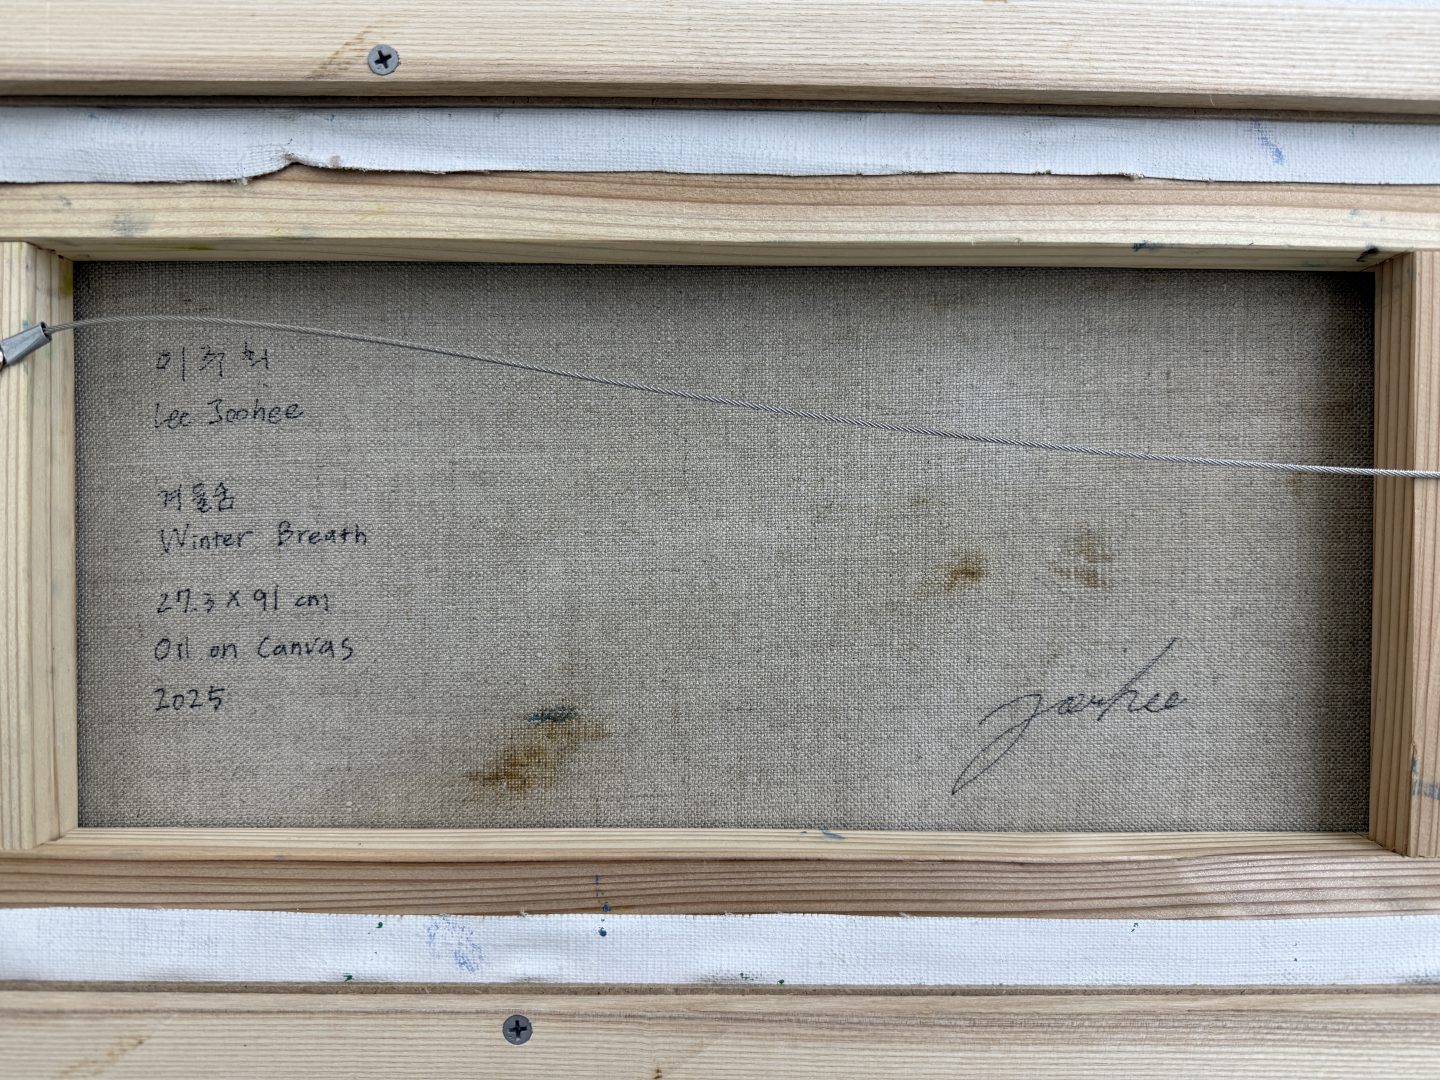 이주희
Lee Joohee
겨울숨
Winter Breath
27.3 x 91 cm
Oil on Canvas
2025
Joohee